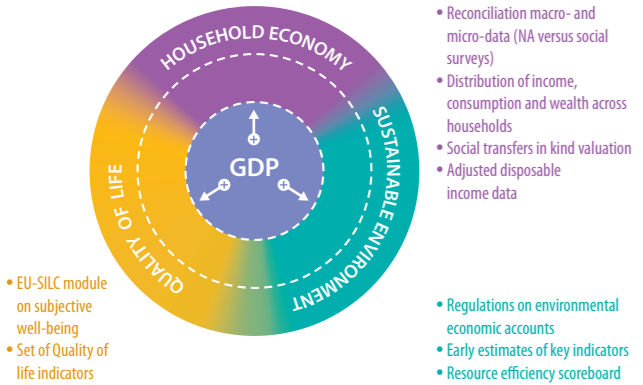 HOUSEHOLD ECONOMY
SUSTAINABLE ENVIRONMENT
QUALITY OF LIFE
GDP
• Reconciliation macro- and
micro-data (NA versus social
surveys)
• Distribution of income,
consumption and wealth across
households
• Social transfers in kind valuation
• Adjusted disposable
income data
• EU-SILC module
on subjective
well-being
• Set of Quality of
life indicators
• Regulations on environmental
economic accounts
• Early estimates of key indicators
• Resource efficiency scoreboard